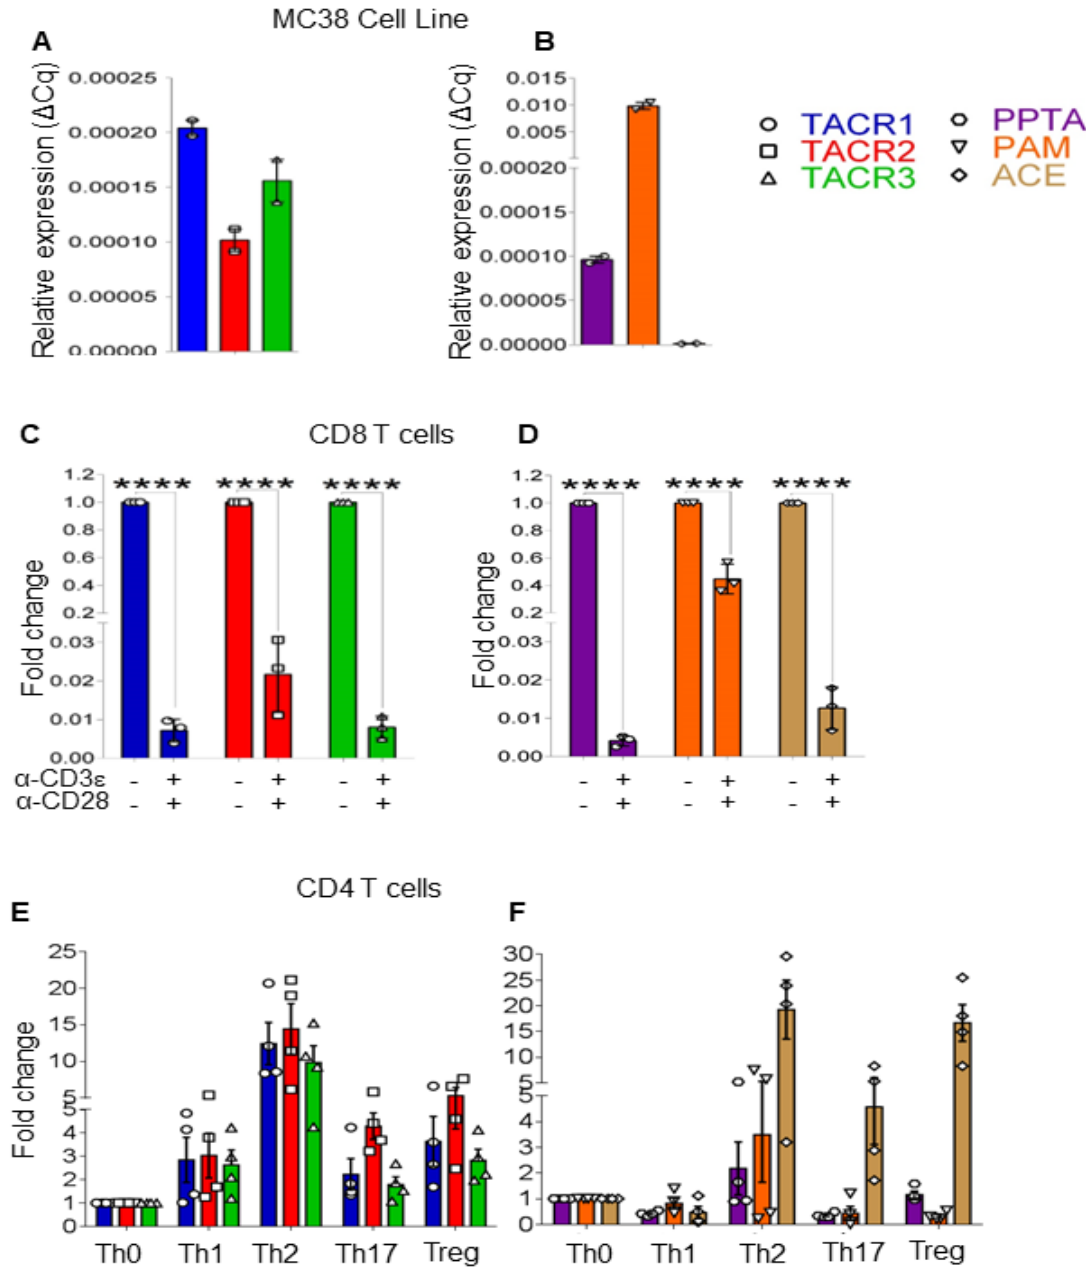 MC38 Cell Line
A
B
Relative expression (ΔCq)
0.00025
0.00020
0.00015
0.00010
0.00005
0.00000
Relative expression (ΔCq)
0.015
0.010
0.005
0.00020
0.00015
0.00010
0.00005
0.00000
TACR1
TACR2
TACR3
PPTA
PAM
ACE
C
CD8 T cells
D
Fold change
1.2
1.0
0.8
0.6
0.4
0.2
0.03
0.02
0.01
0.00
**** **** ****
α-CD3ε - + - + - +
α-CD28 - + - + - +
Fold change
1.2
1.0
0.8
0.6
0.4
0.2
0.03
0.02
0.01
0.00
**** **** ****
- + - + - +
- + - + - +
CD4 T cells
E
F
Fold change
25
20
15
10
5
5
4
3
2
1
0
Th0 Th1 Th2 Th17 Treg
Fold change
30
25
20
15
10
5
5
4
3
2
1
0
Th0 Th1 Th2 Th17 Treg